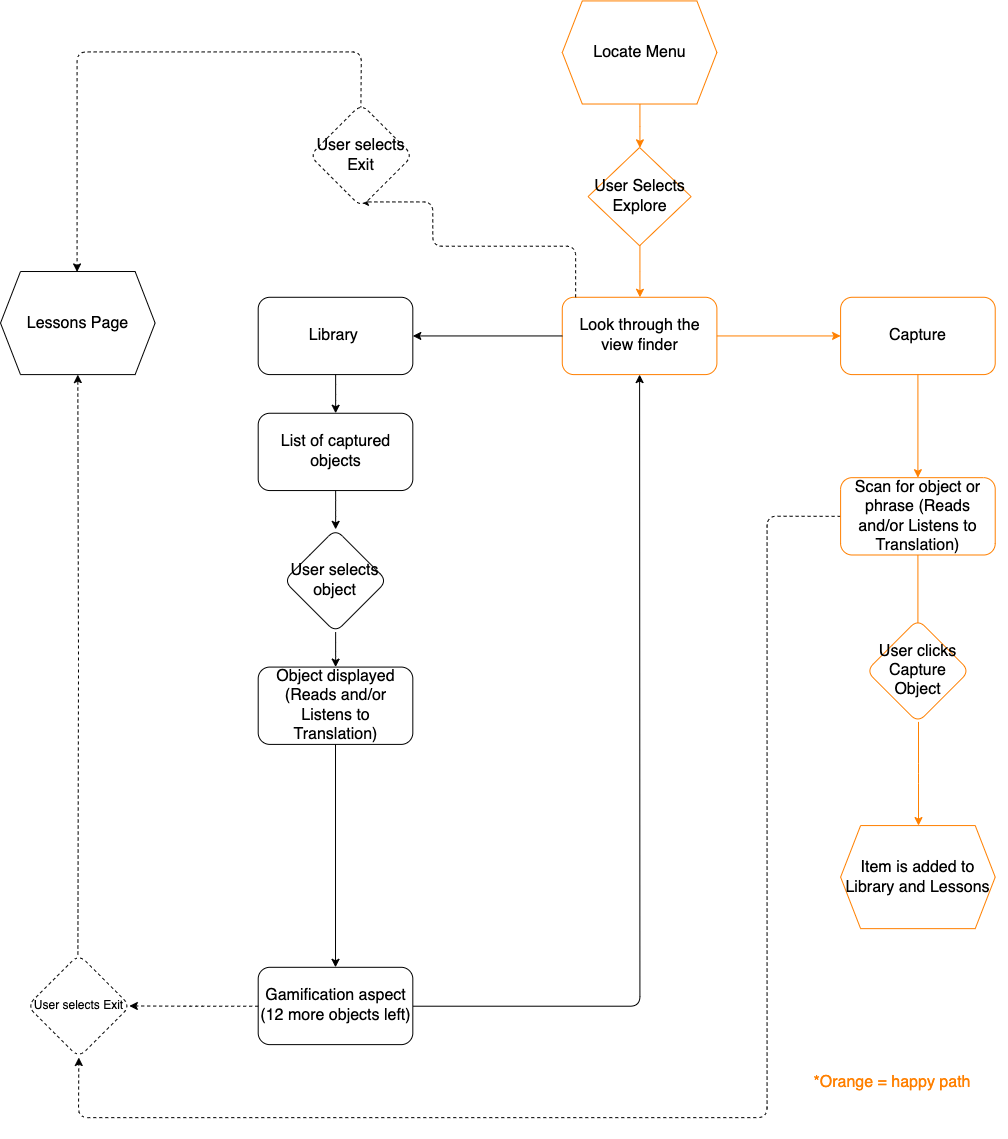 Locate Menu
User selects
Exit
User Selects
Explore
Lessons Page
Library
Look through the
view finder
Capture
List of captured
objects
Scan for object or
phrase (Reads
and/or Listens to
Translation)
User selects
object
User clicks
Capture
Object
Object displayed
(Reads and/or
Listens to
Translation)
Item is added to
Library and Lessons
User selects Exit
Gamification aspect
(12 more objects left)
*Orange = happy path